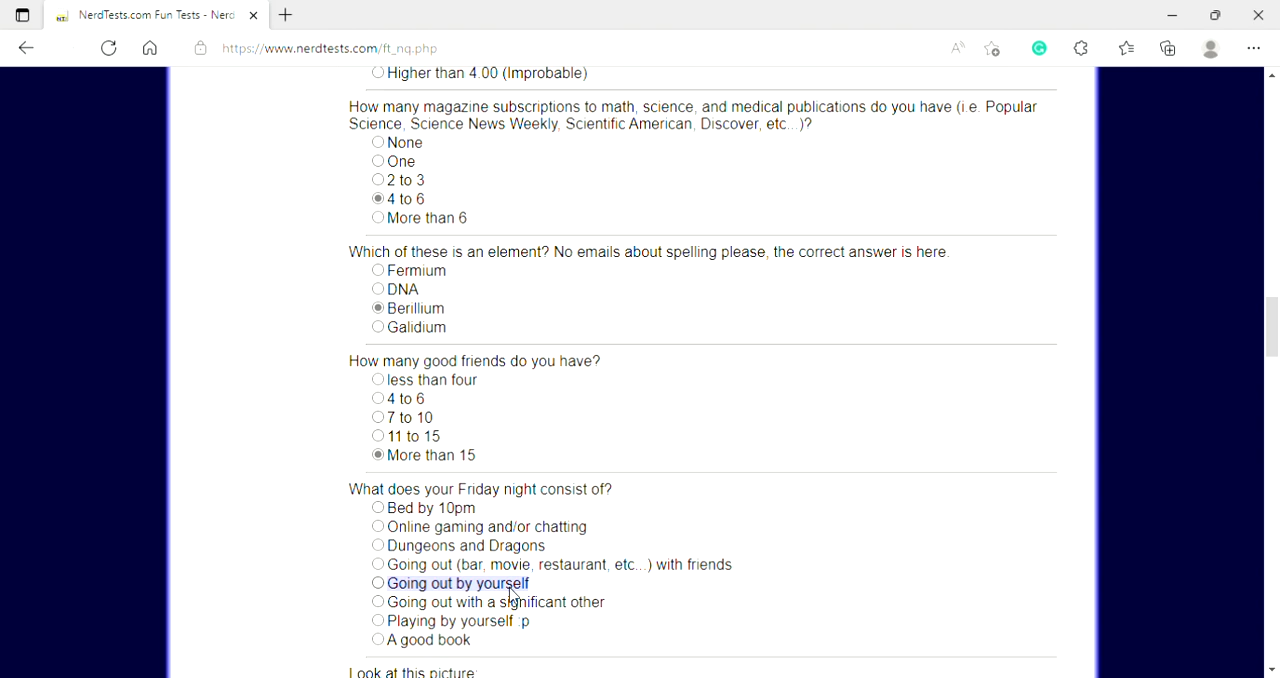 NerdTests.com Fun Tests - Nerd
https://www.nerdtests.com/ft_nq.php
Higher than 4.00 (Improbable)
How many magazine subscriptions to math, science, and medical publications do you have (i.e. Popular
Science, Science News Weekly, Scientific American, Discover, etc...)?
None
One
2 to 3
4 to 6
More than 6
Which of these is an element? No emails about spelling please, the correct answer is here.
Fermium
DNA
Berillium
Galidium
How many good friends do you have?
less than four
4 to 6
7 to 10
11 to 15
More than 15
What does your Friday night consist of?
Bed by 10pm
Online gaming and/or chatting
Dungeons and Dragons
Going out (bar, movie, restaurant, etc...) with friends
Going out by yourself
Going out with a significant other
Playing by yourself :p
A good book
Look at this picture: